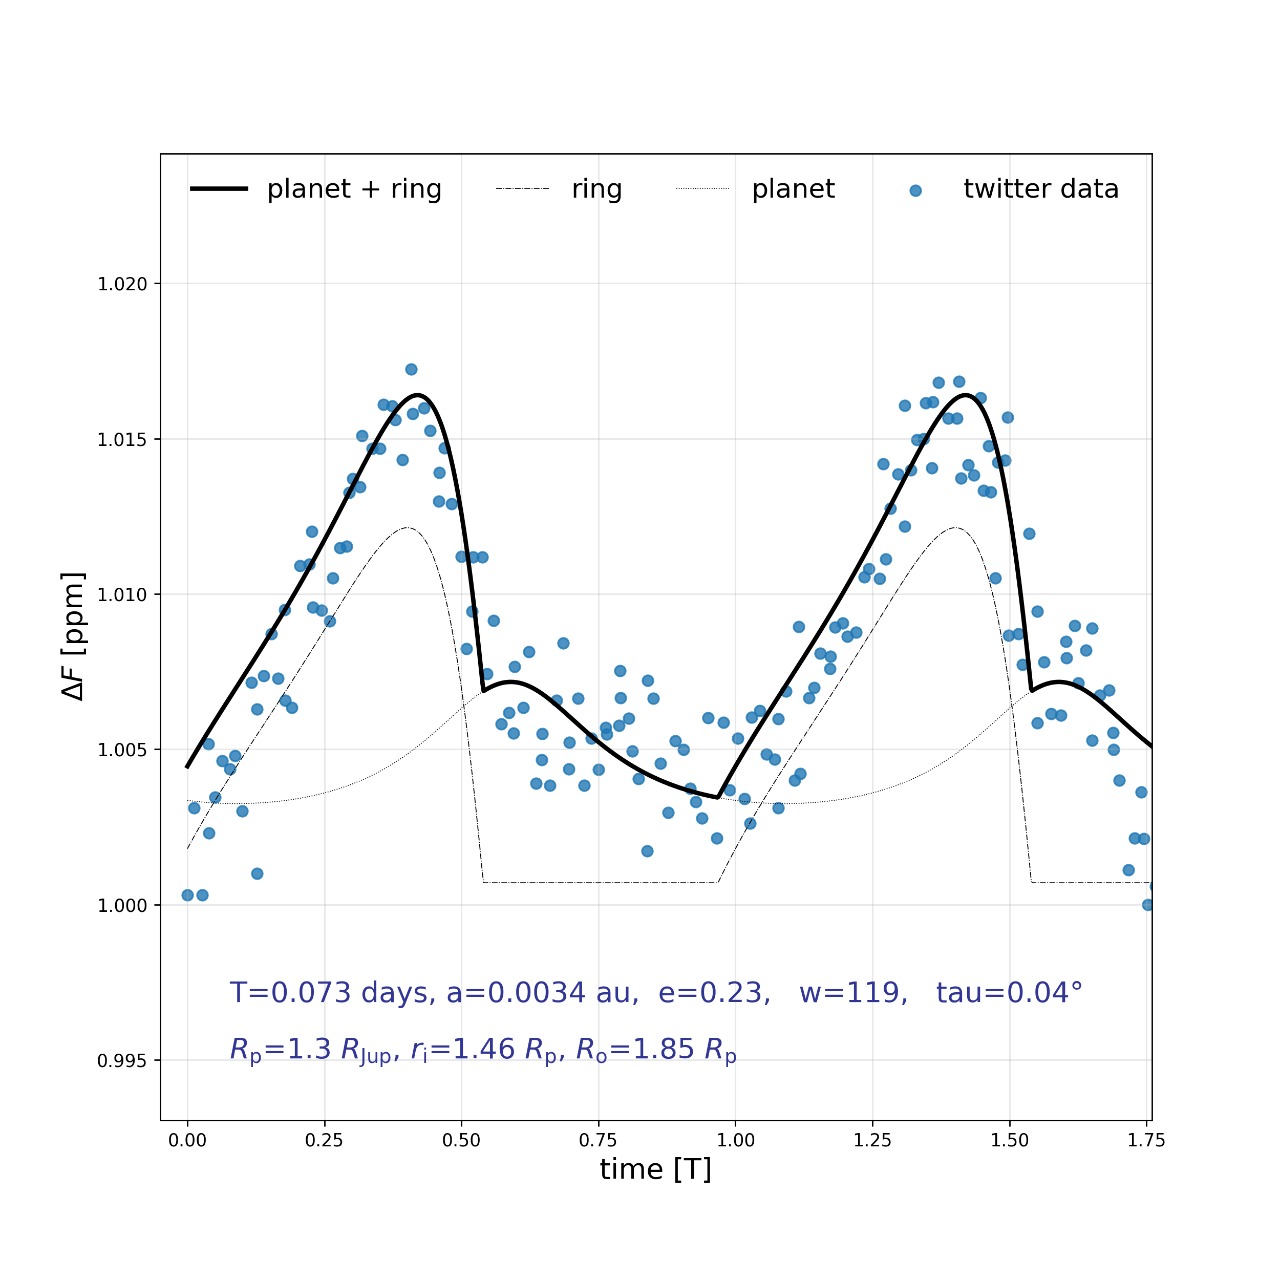 planet + ring ring planet twitter data
1.020
1.015
1.010
1.005
1.000
0.995
ΔF [ppm]
T=0.073 days, a=0.0034 au, e=0.23, w=119, tau=0.04°
Rp=1.3 RJup, ri=1.46 Rp, Ro=1.85 Rp
0.00 0.25 0.50 0.75 1.00 1.25 1.50 1.75
time [T]